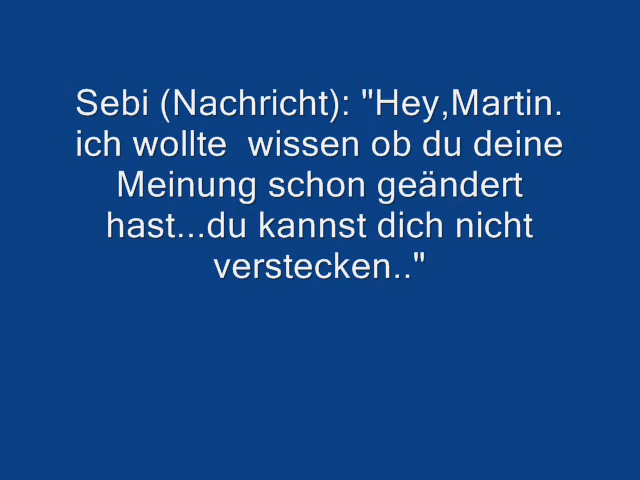 Sebi (Nachricht): "Hey,Martin.
ich wollte  wissen ob du deine
Meinung schon geändert
hast...du kannst dich nicht
verstecken.."